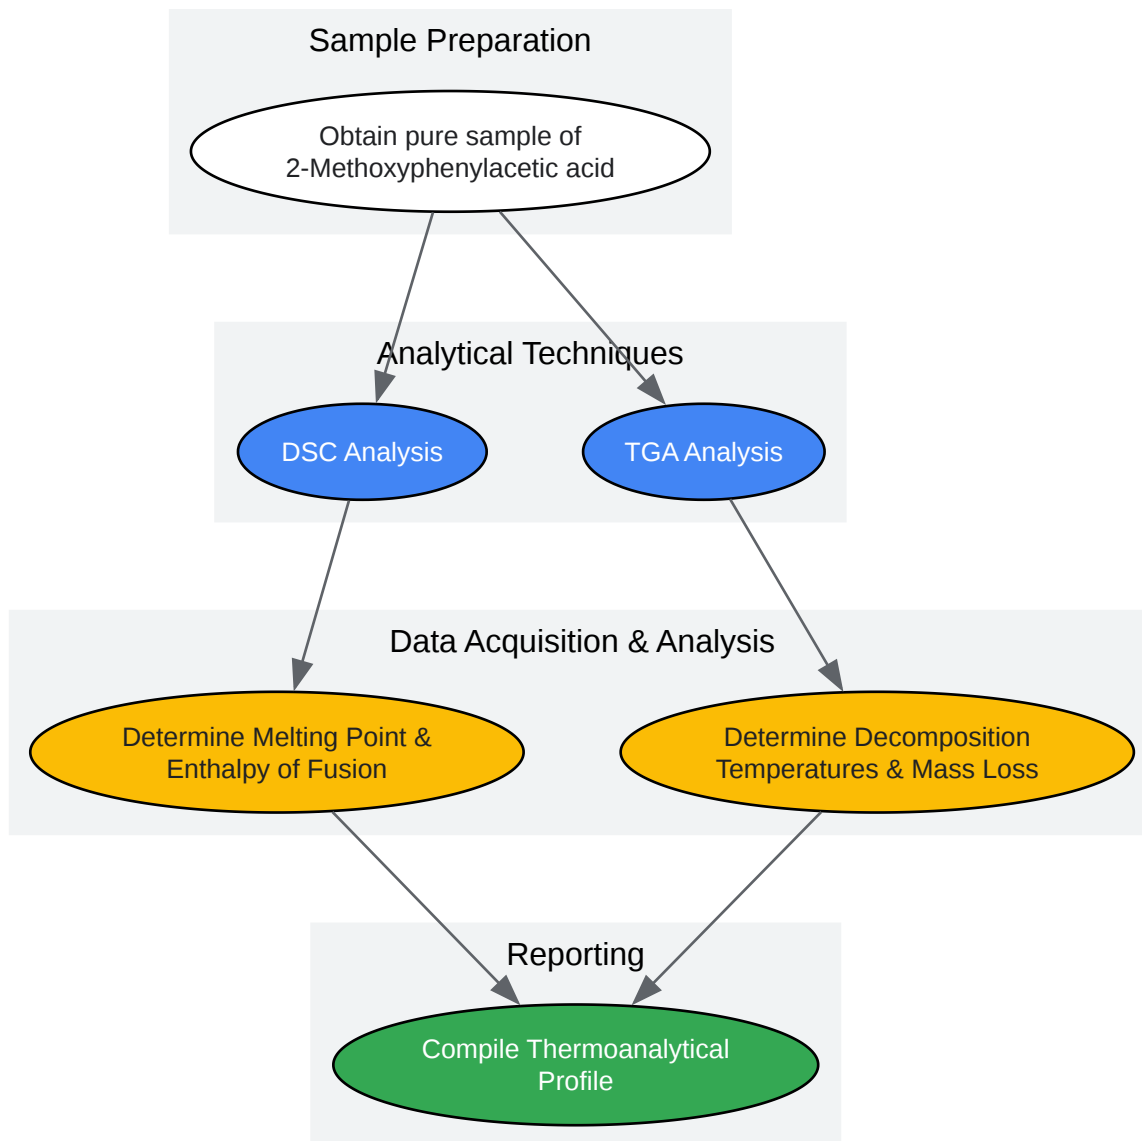 Sample Preparation
Obtain pure sample of
2-Methoxyphenylacetic acid
Analytical Techniques
DSC Analysis
TGA Analysis
Data Acquisition & Analysis
Determine Melting Point &
Enthalpy of Fusion
Determine Decomposition
Temperatures & Mass Loss
Reporting
Compile Thermoanalytical
Profile